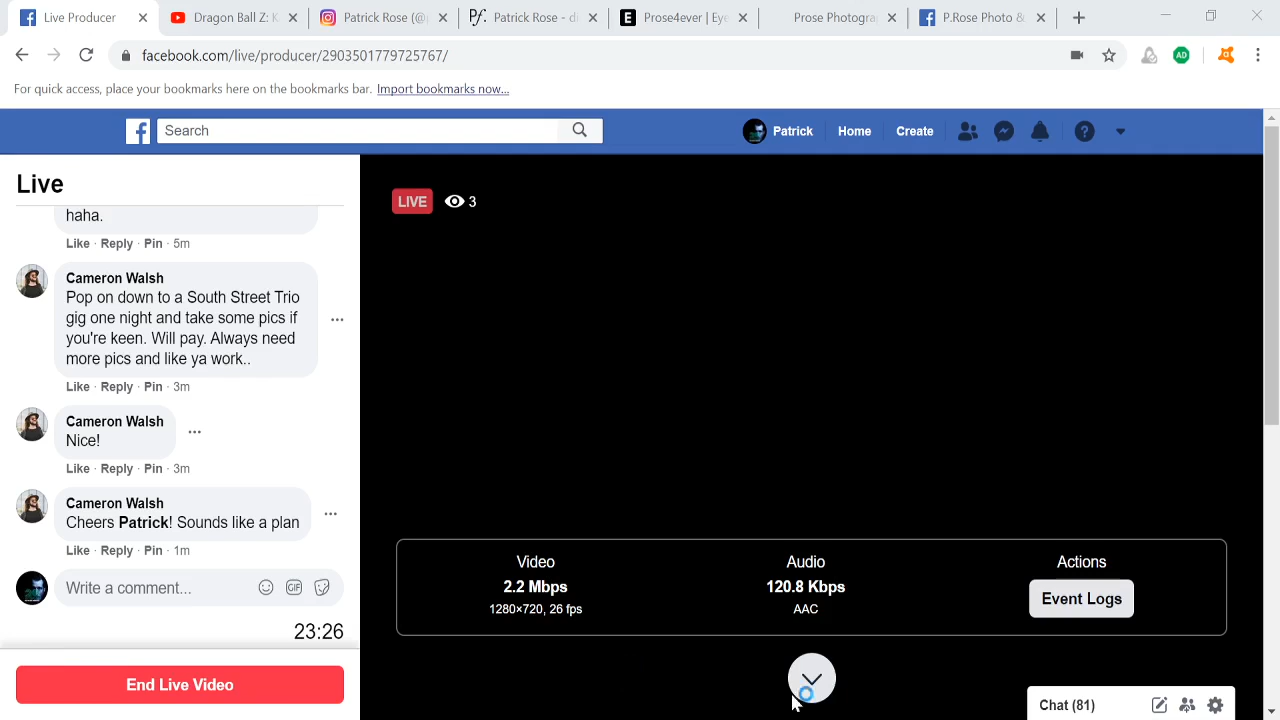 Live Producer
Dragon Ball Z: K
Patrick Rose (@p
Patrick Rose - di
Prose4ever | Eye
Prose Photograp
P.Rose Photo &
facebook.com/live/producer/2903501779725767/
AD
For quick access, place your bookmarks here on the bookmarks bar. Import bookmarks now...
Search
Patrick
Home
Create
Live
haha.
Like · Reply · Pin · 5m
Cameron Walsh
Pop on down to a South Street Trio
gig one night and take some pics if
you're keen. Will pay. Always need
more pics and like ya work..
Like · Reply · Pin · 3m
Cameron Walsh
Nice!
Like · Reply · Pin · 3m
Cameron Walsh
Cheers Patrick! Sounds like a plan
Like · Reply · Pin · 1m
Write a comment...
GIF
23:26
End Live Video
LIVE 3
Video
2.2 Mbps
1280×720, 26 fps
Audio
120.8 Kbps
AAC
Actions
Event Logs
Chat (81)